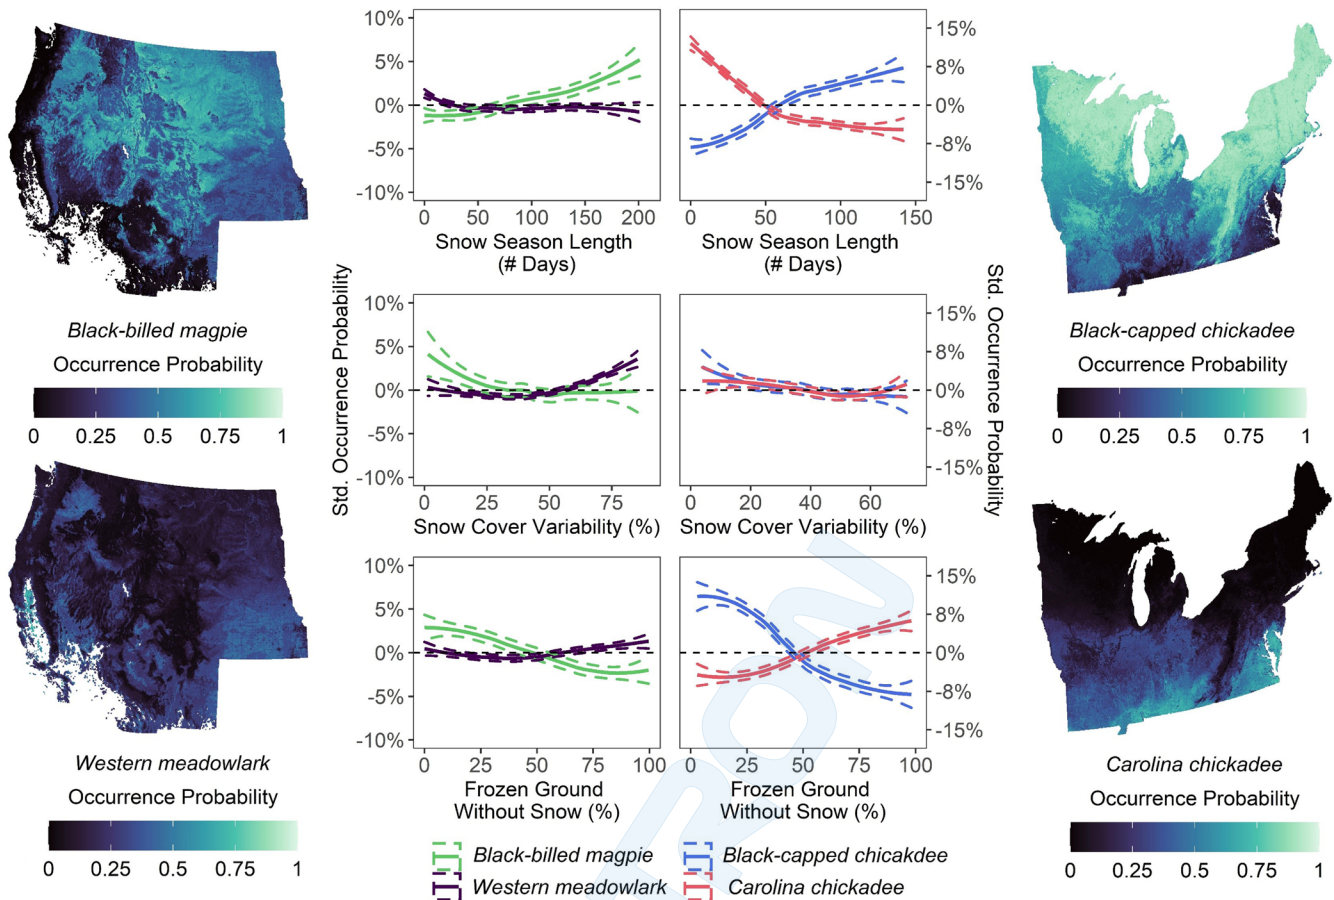 10%
5%
0%
-5%
-10%
0 50 100 150 200
Snow Season Length
(# Days)
15%
8%
0%
-8%
-15%
0 50 100 150
Snow Season Length
(# Days)
Black-billed magpie
Occurrence Probability
0 0.25 0.5 0.75 1
Std. Occurrence Probability
10%
5%
0%
-5%
-10%
0 25 50 75
Snow Cover Variability (%)
15%
8%
0%
-8%
-15%
0 20 40 60
Snow Cover Variability (%)
Std. Occurrence Probability
Black-capped chickadee
Occurrence Probability
0 0.25 0.5 0.75 1
10%
5%
0%
-5%
-10%
0 25 50 75 100
Frozen Ground
Without Snow (%)
15%
8%
0%
-8%
-15%
0 25 50 75 100
Frozen Ground
Without Snow (%)
Western meadowlark
Occurrence Probability
0 0.25 0.5 0.75 1
Carolina chickadee
Occurrence Probability
0 0.25 0.5 0.75 1
Black-billed magpie
Western meadowlark
Black-capped chicakdee
Carolina chickadee